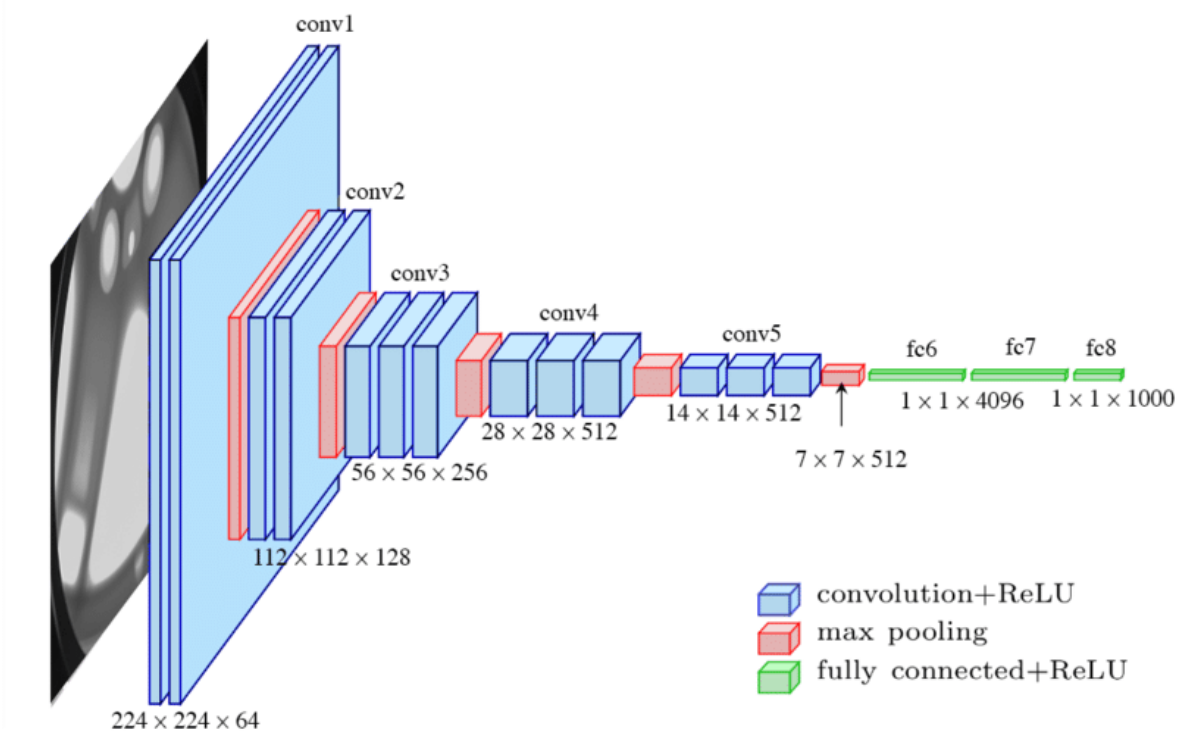 conv1
conv2
conv3
conv4
conv5
fc6
fc7
fc8
1 × 1 × 4096
1 × 1 × 1000
14 × 14 × 512
28 × 28 × 512
7 × 7 × 512
56 × 56 × 256
112 × 112 × 128
convolution+ReLU
max pooling
fully connected+ReLU
224 × 224 × 64